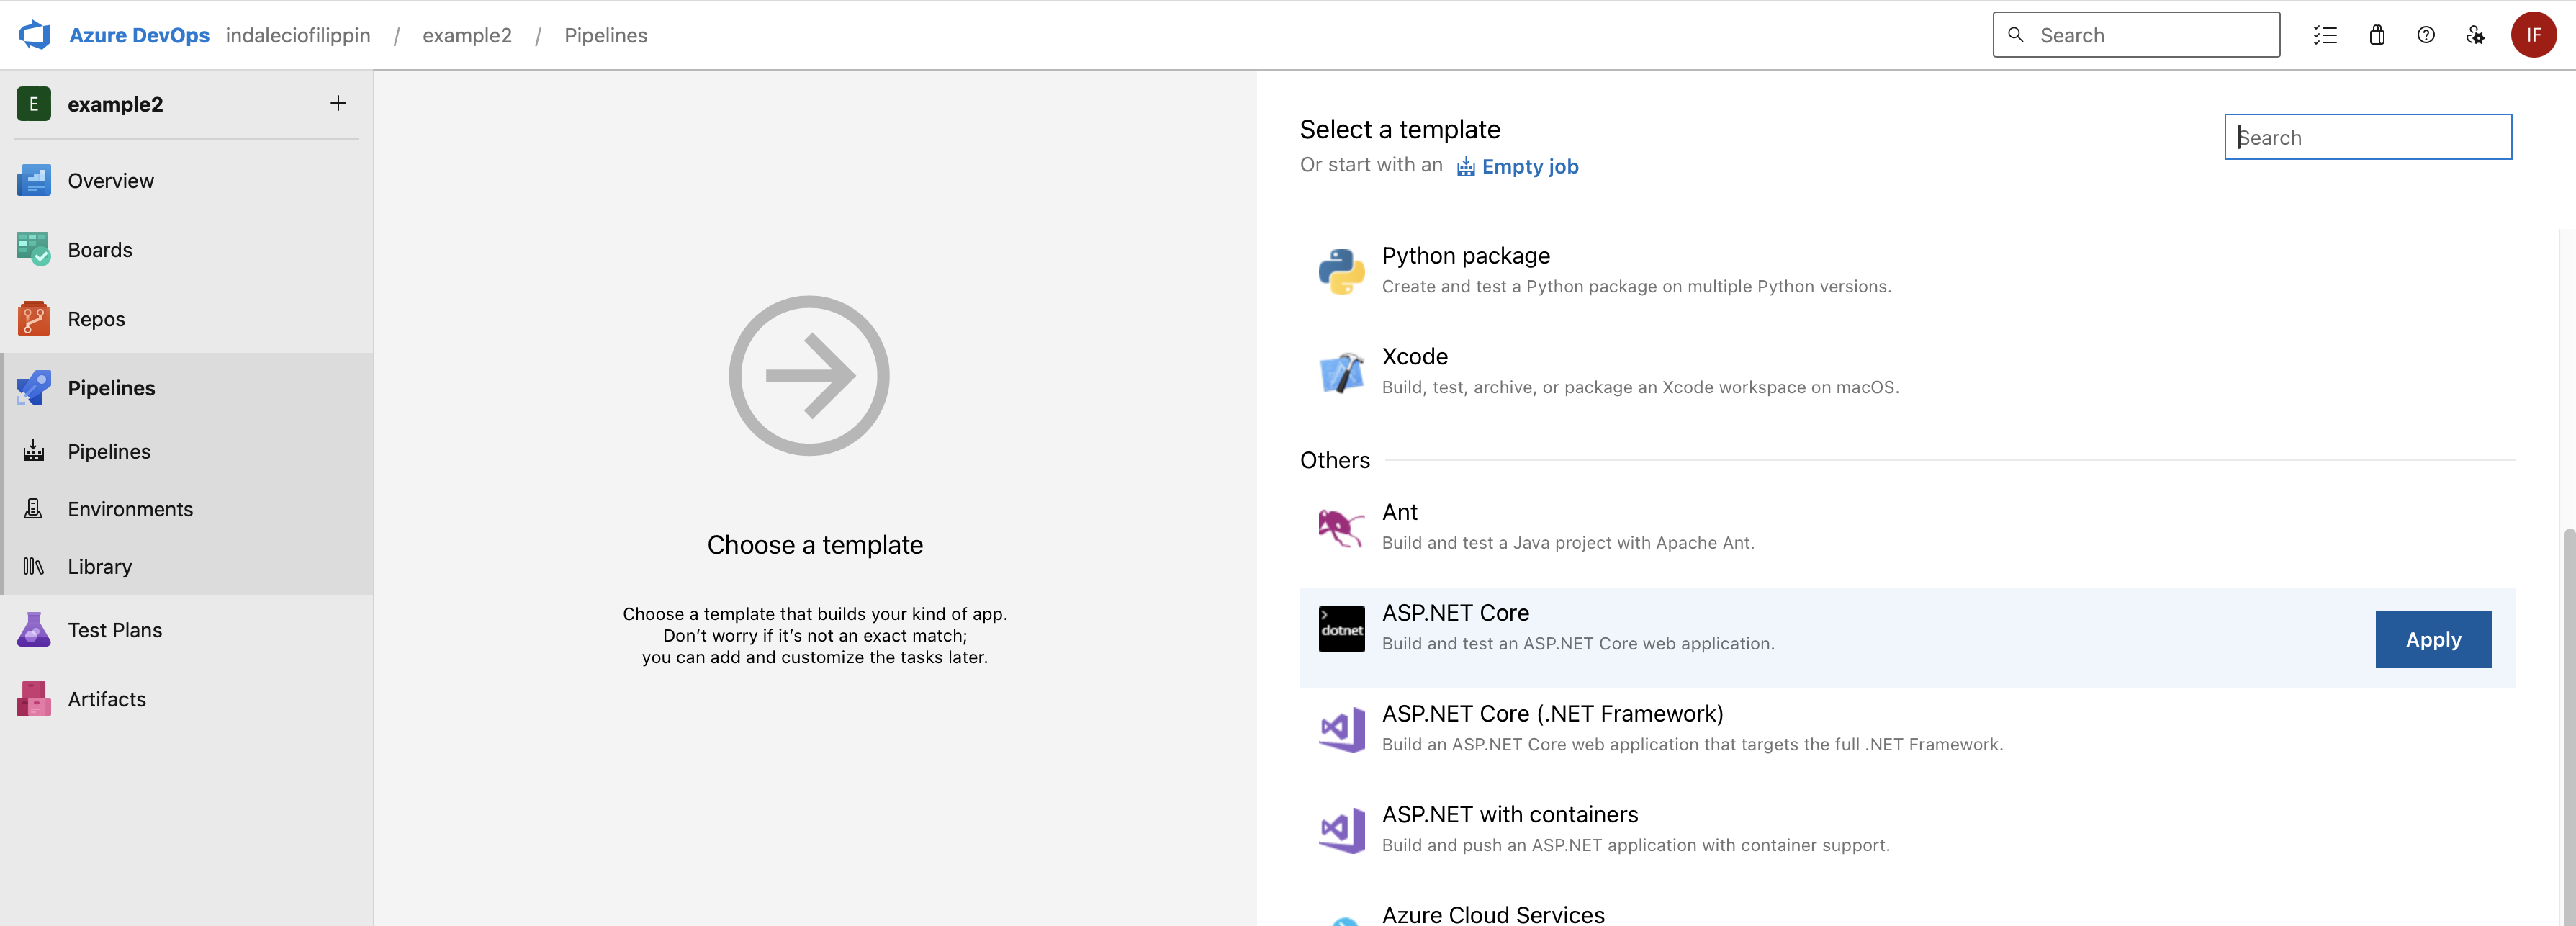 Azure DevOps indaleciofilippin / example2 / Pipelines
Search
IF
E example2
Overview
Boards
Repos
Pipelines
Pipelines
Environments
Library
Test Plans
Artifacts
Choose a template
Choose a template that builds your kind of app.
Don't worry if it's not an exact match;
you can add and customize the tasks later.
Select a template
Or start with an Empty job
Search
Python package
Create and test a Python package on multiple Python versions.
Xcode
Build, test, archive, or package an Xcode workspace on macOS.
Others
Ant
Build and test a Java project with Apache Ant.
dotnet
ASP.NET Core
Build and test an ASP.NET Core web application.
Apply
ASP.NET Core (.NET Framework)
Build an ASP.NET Core web application that targets the full .NET Framework.
ASP.NET with containers
Build and push an ASP.NET application with container support.
Azure Cloud Services